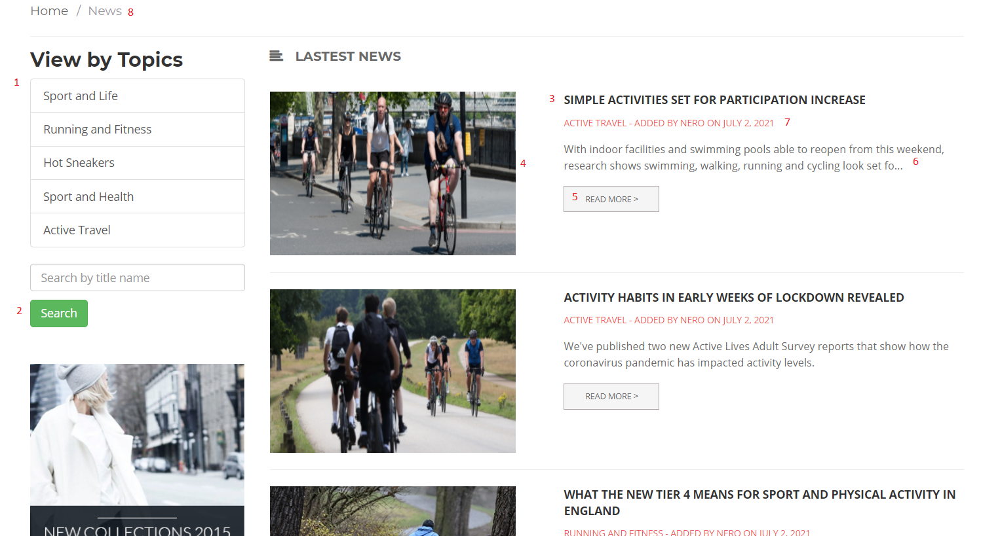 Home / News 8
View by Topics
1
Sport and Life
Running and Fitness
Hot Sneakers
Sport and Health
Active Travel
Search by title name
2 Search
NEW COLLECTIONS 2015
LASTEST NEWS
3 SIMPLE ACTIVITIES SET FOR PARTICIPATION INCREASE
ACTIVE TRAVEL - ADDED BY NERO ON JULY 2, 2021 7
With indoor facilities and swimming pools able to reopen from this weekend,
4
research shows swimming, walking, running and cycling look set fo... 6
5 READ MORE >
ACTIVITY HABITS IN EARLY WEEKS OF LOCKDOWN REVEALED
ACTIVE TRAVEL - ADDED BY NERO ON JULY 2, 2021
We've published two new Active Lives Adult Survey reports that show how the
coronavirus pandemic has impacted activity levels.
READ MORE >
WHAT THE NEW TIER 4 MEANS FOR SPORT AND PHYSICAL ACTIVITY IN
ENGLAND
RUNNING AND FITNESS - ADDED BY NERO ON JULY 2, 2021